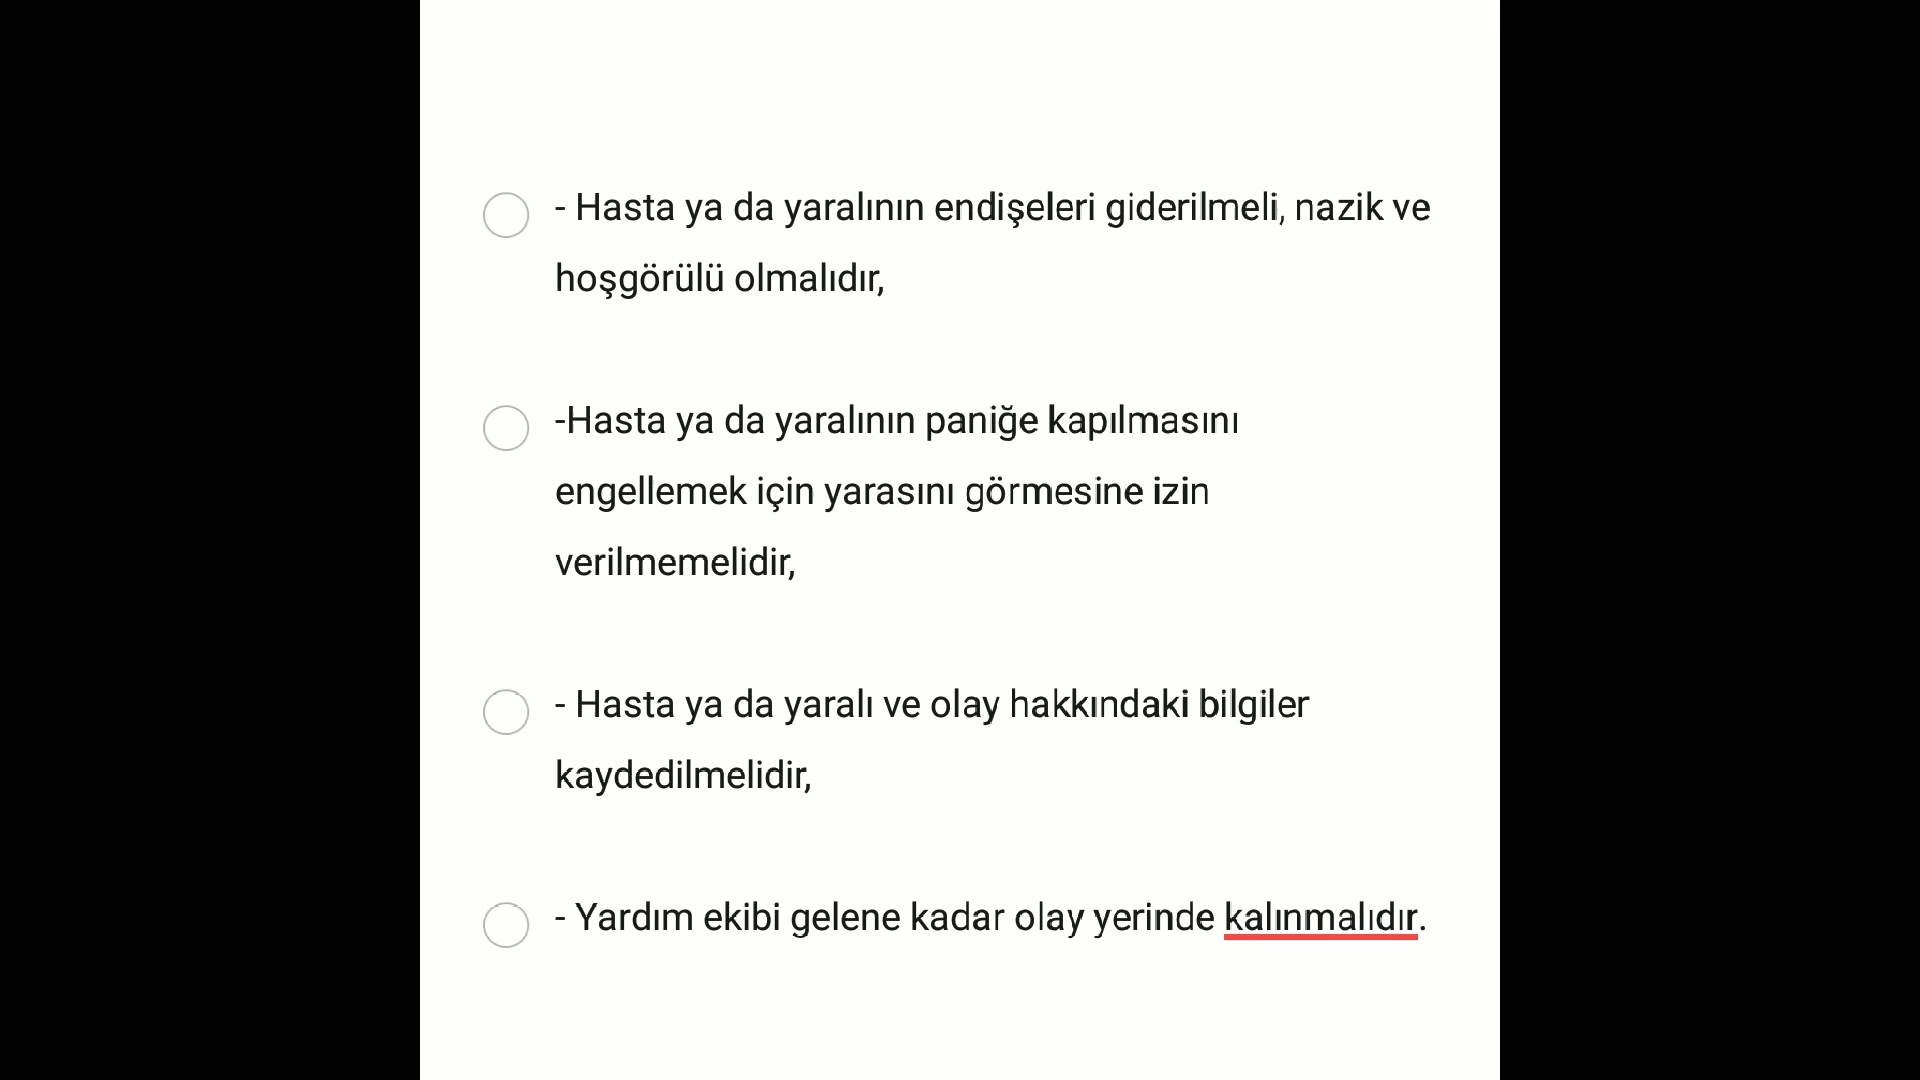 - Hasta ya da yaralının endişeleri giderilmeli, nazik ve
hoşgörülü olmalıdır,
-Hasta ya da yaralının paniğe kapılmasını
engellemek için yarasını görmesine izin
verilmemelidir,
- Hasta ya da yaralı ve olay hakkındaki bilgiler
kaydedilmelidir,
- Yardım ekibi gelene kadar olay yerinde kalınmalıdır.